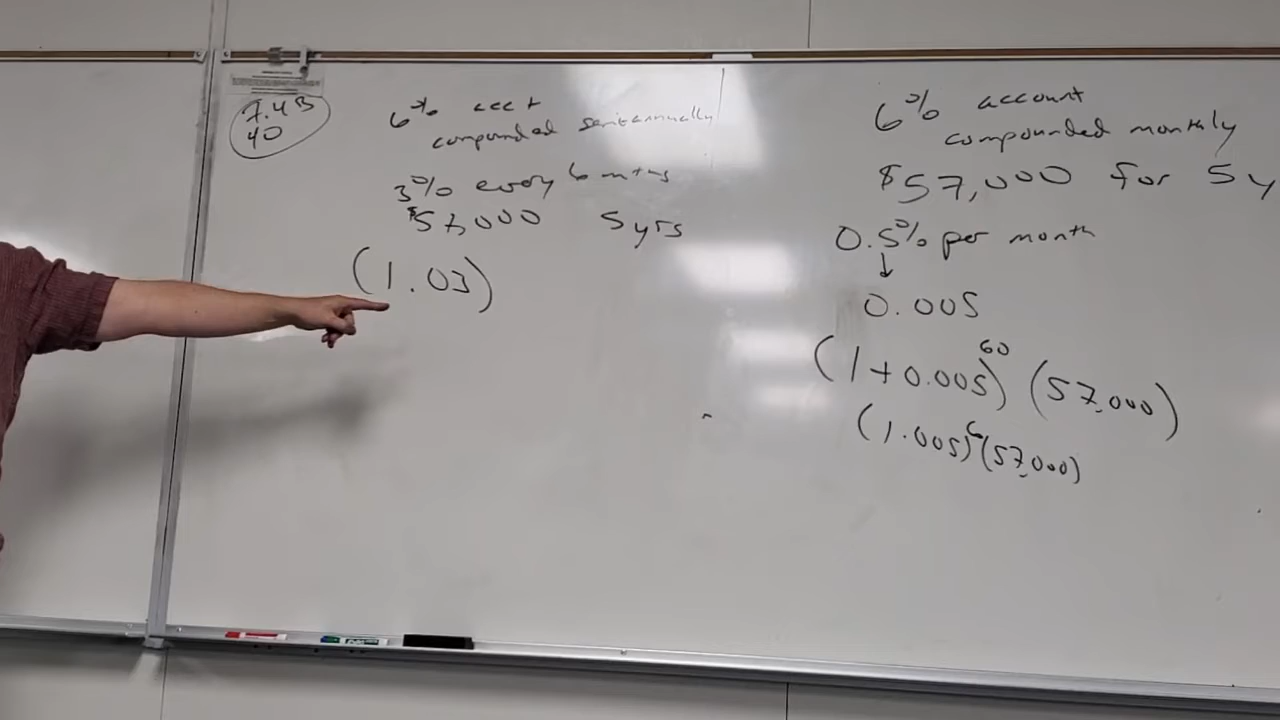 7.4B
40
6% acct
compounded semiannually
3% every 6 mths
$57,000 5yrs
(1.03)
6% account
compounded monthly
$57,000 for 5y
0.5% per month
↓
0.005
(1+0.005)^60 (57,000)
(1.005)^6 (57,000)